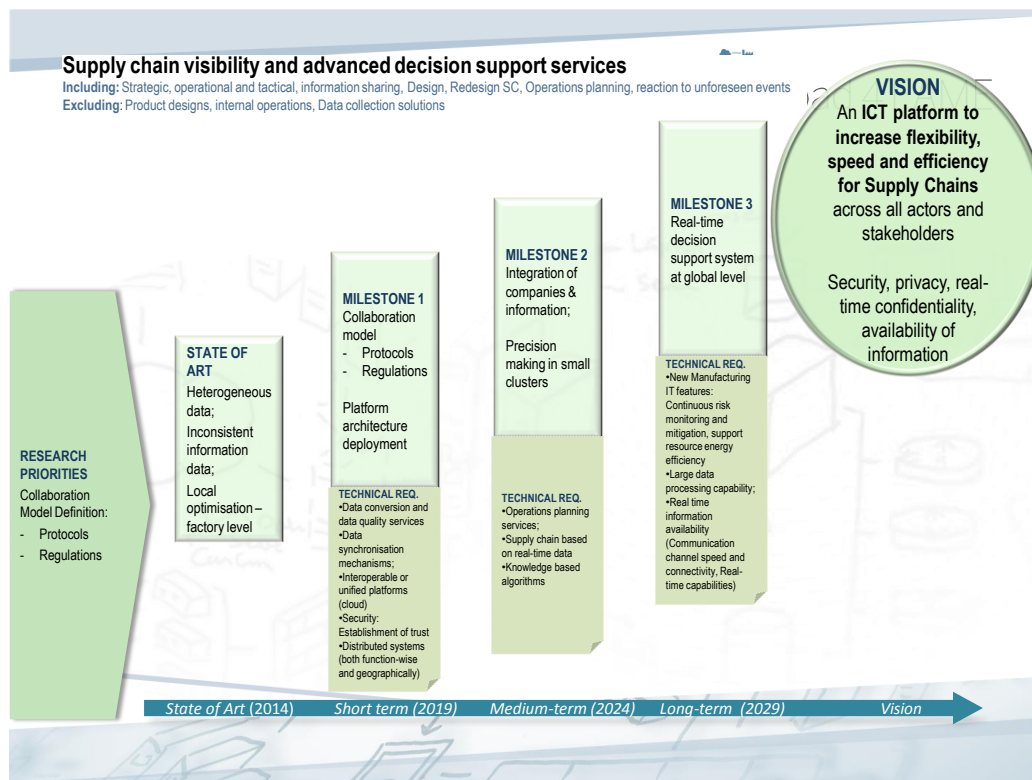 Supply chain visibility and advanced decision support services
Including: Strategic, operational and tactical, information sharing, Design, Redesign SC, Operations planning, reaction to unforeseen events
Excluding: Product designs, internal operations, Data collection solutions
RESEARCH
PRIORITIES
Collaboration
Model Definition:
- Protocols
- Regulations
STATE OF
ART
Heterogeneous
data;
Inconsistent
information
data;
Local
optimisation –
factory level
MILESTONE 1
Collaboration
model
- Protocols
- Regulations
Platform
architecture
deployment
TECHNICAL REQ.
•Data conversion and
data quality services
•Data
synchronisation
mechanisms;
•Interoperable or
unified platforms
(cloud)
•Security:
Establishment of trust
•Distributed systems
(both function-wise
and geographically)
MILESTONE 2
Integration of
companies &
information;
Precision
making in small
clusters
TECHNICAL REQ.
•Operations planning
services;
•Supply chain based
on real-time data
•Knowledge based
algorithms
MILESTONE 3
Real-time
decision
support system
at global level
TECHNICAL REQ.
•New Manufacturing
IT features:
Continuous risk
monitoring and
mitigation, support
resource energy
efficiency
•Large data
processing capability;
•Real time
information
availability
(Communication
channel speed and
connectivity, Real-
time capabilities)
VISION
An ICT platform to
increase flexibility,
speed and efficiency
for Supply Chains
across all actors and
stakeholders
Security, privacy, real-
time confidentiality,
availability of
information
State of Art (2014)
Short term (2019)
Medium-term (2024)
Long-term (2029)
Vision